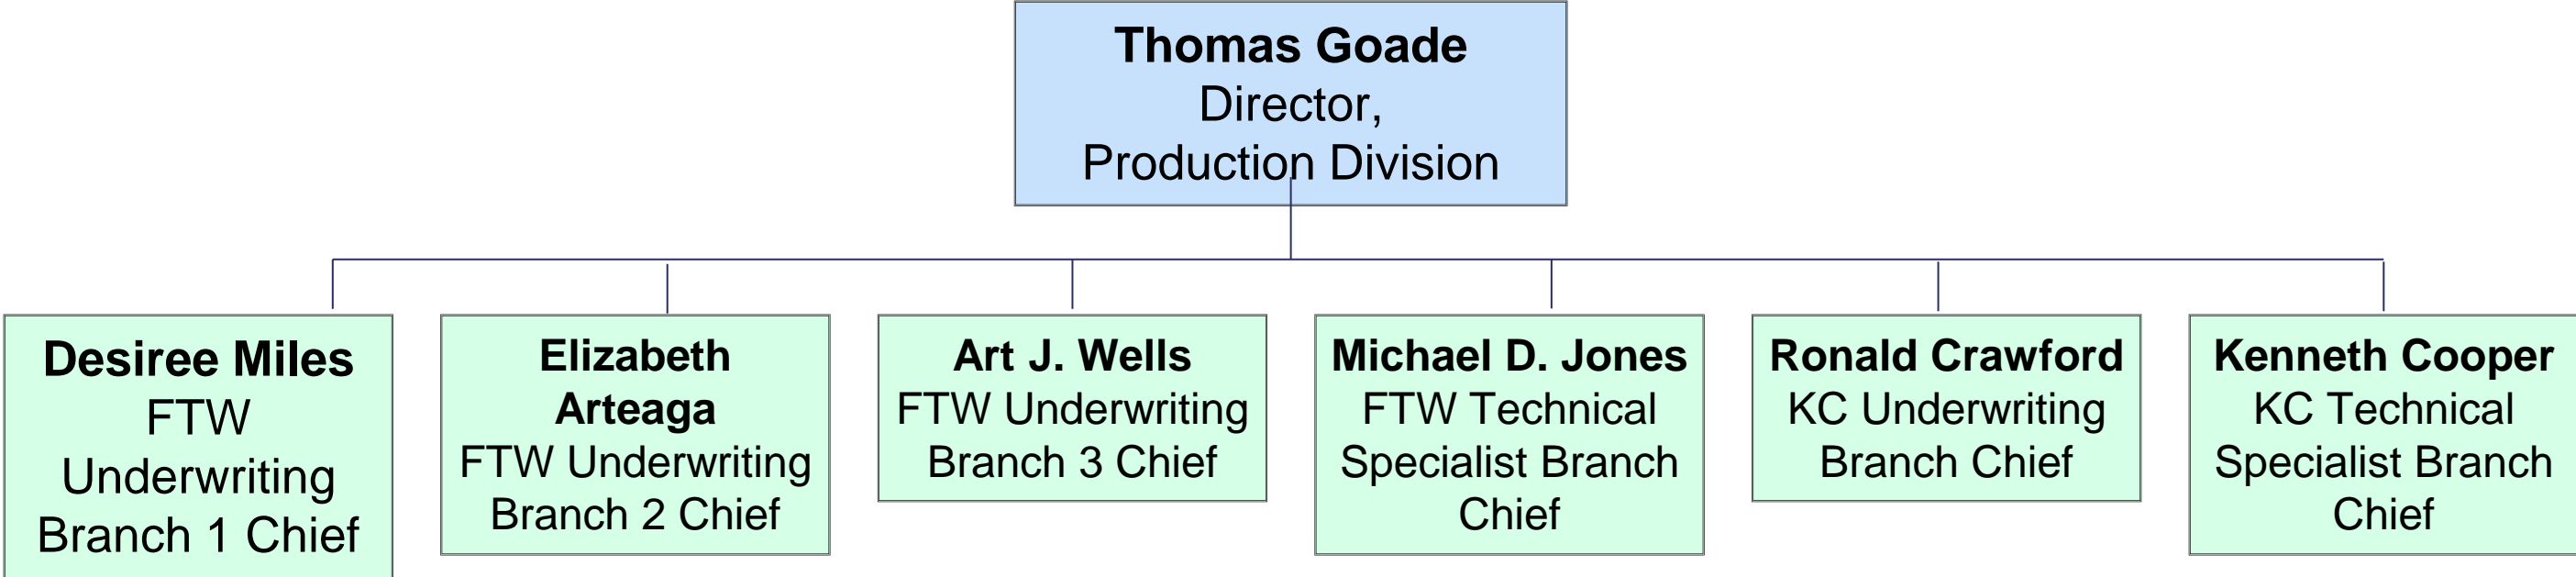 Thomas Goade
Director,
Production Division
Desiree Miles
FTW
Underwriting
Branch 1 Chief
Elizabeth
Arteaga
FTW Underwriting
Branch 2 Chief
Art J. Wells
FTW Underwriting
Branch 3 Chief
Michael D. Jones
FTW Technical
Specialist Branch
Chief
Ronald Crawford
KC Underwriting
Branch Chief
Kenneth Cooper
KC Technical
Specialist Branch
Chief